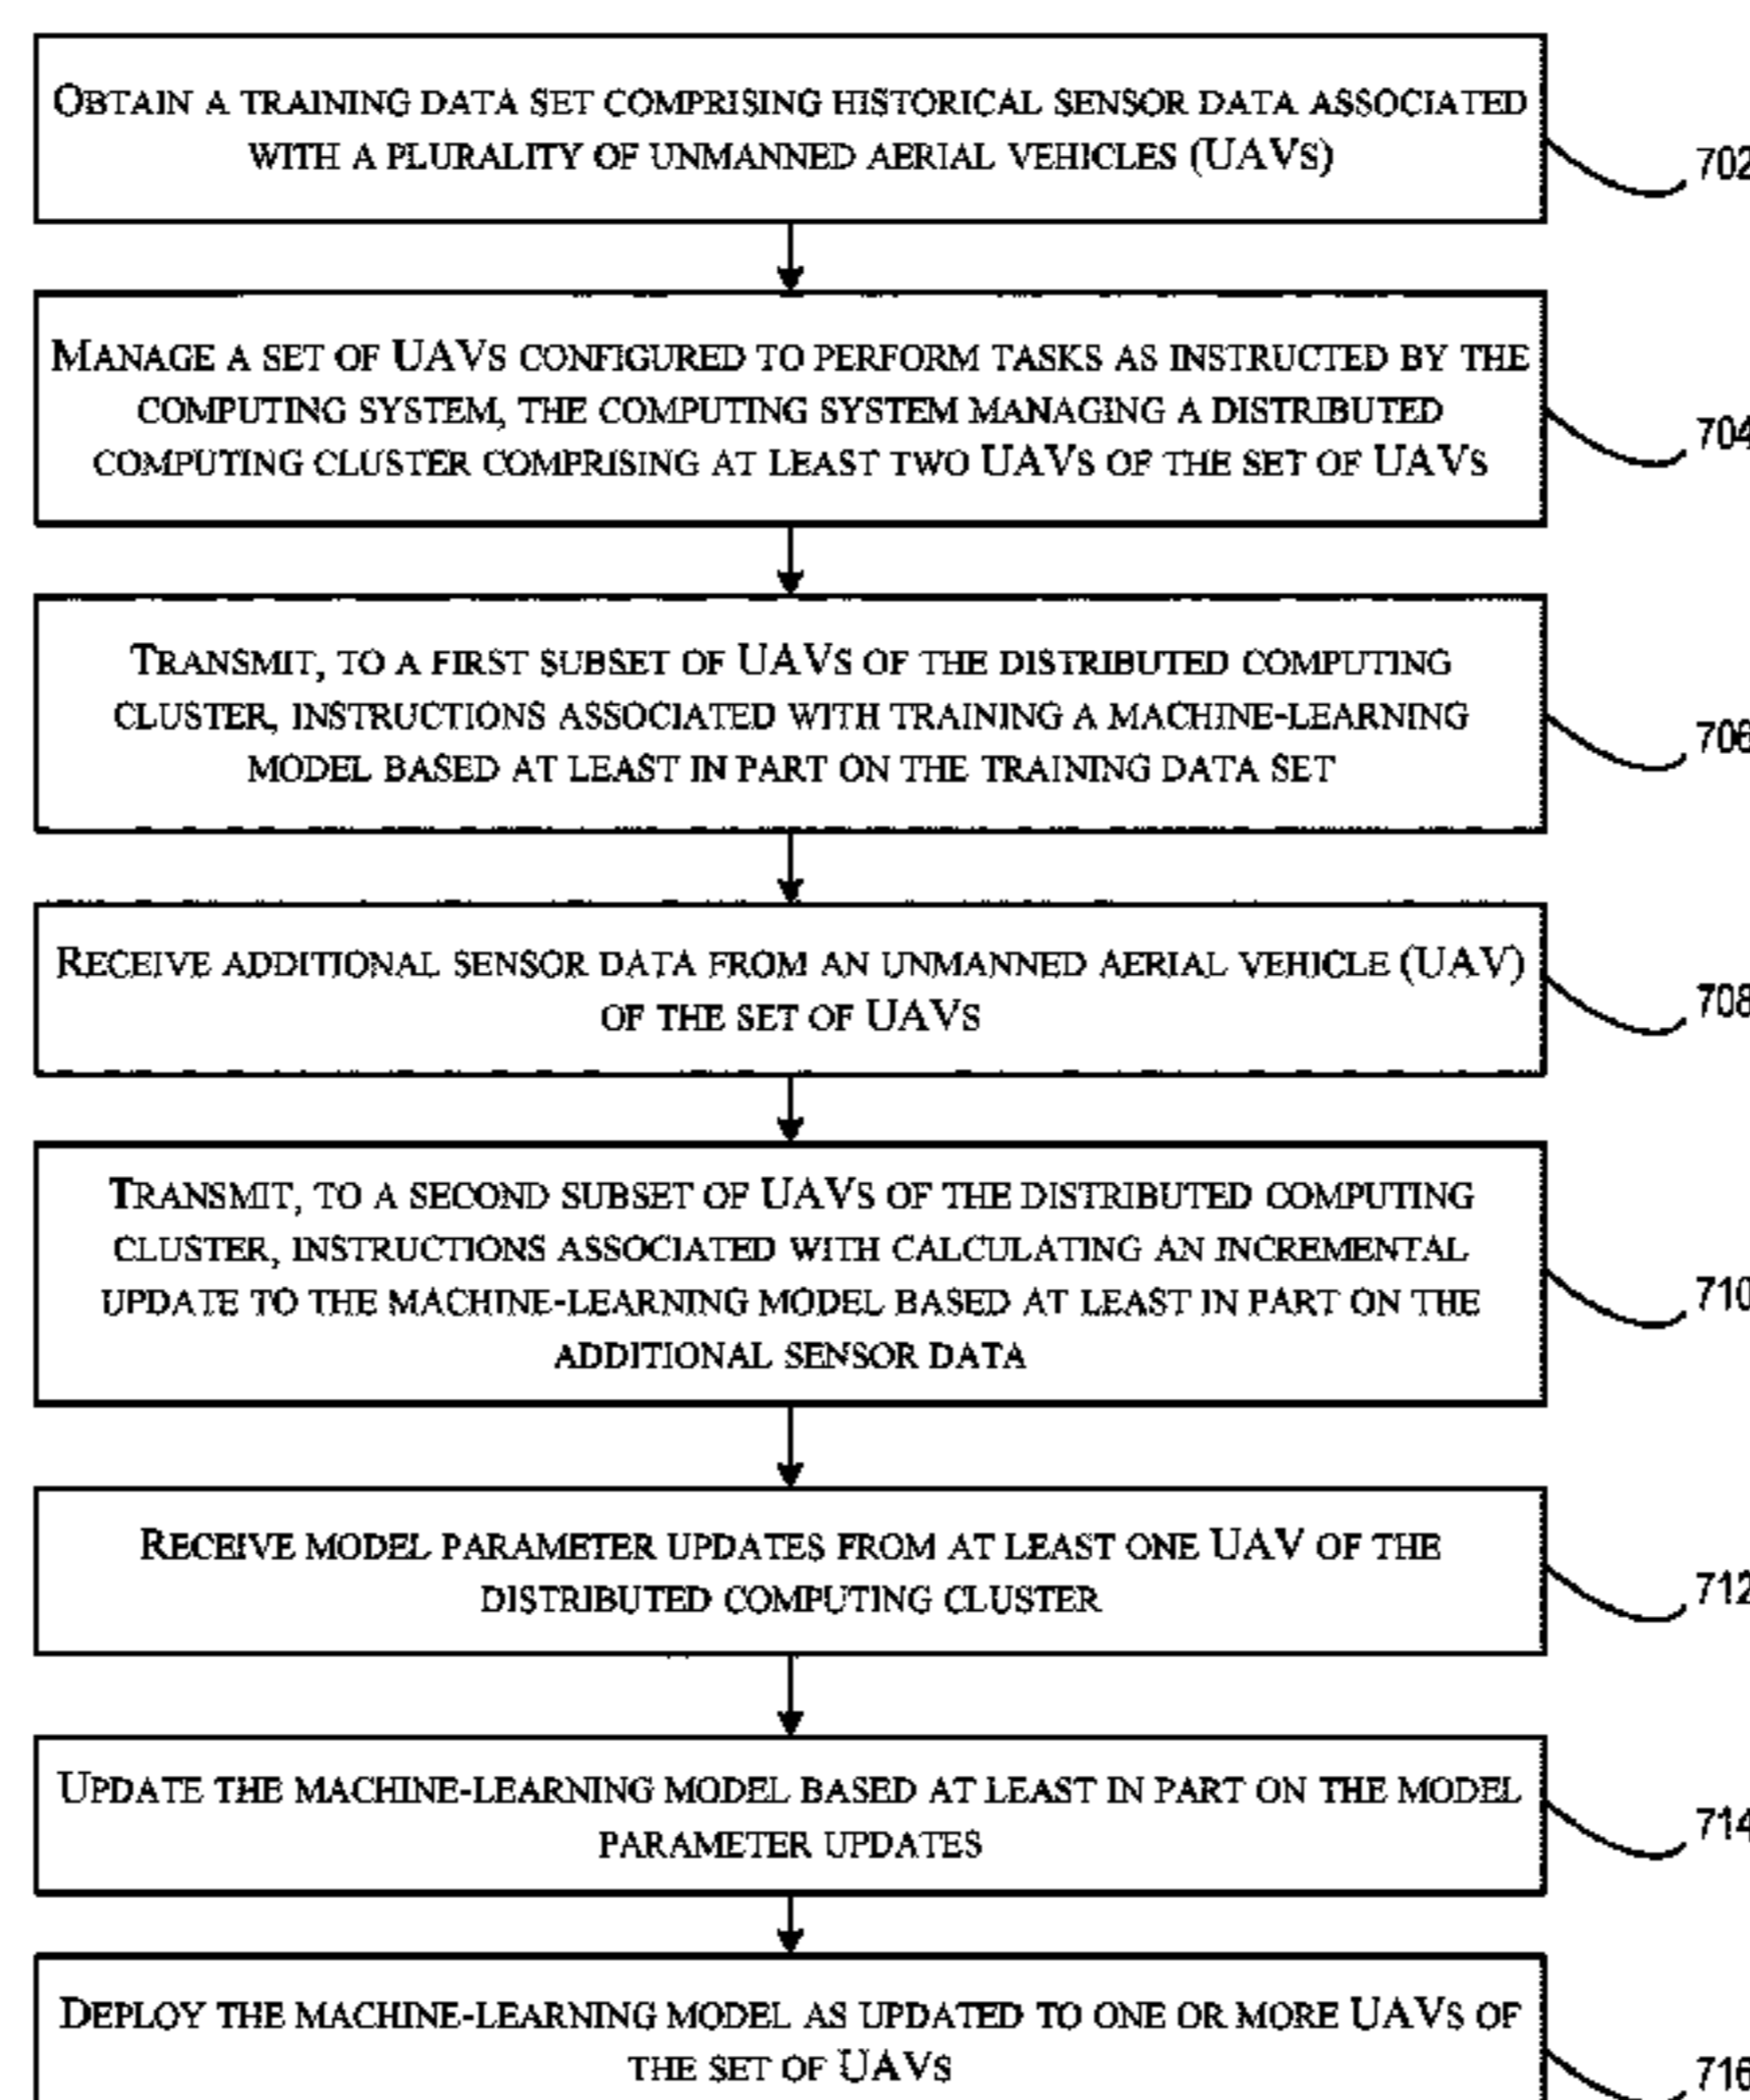 OBTAIN A TRAINING DATA SET COMPRISING HISTORICAL SENSOR DATA ASSOCIATED
WITH A PLURALITY OF UNMANNED AERIAL VEHICLES (UAVS)
702
MANAGE A SET OF UAVS CONFIGURED TO PERFORM TASKS AS INSTRUCTED BY THE
COMPUTING SYSTEM, THE COMPUTING SYSTEM MANAGING A DISTRIBUTED
COMPUTING CLUSTER COMPRISING AT LEAST TWO UAVS OF THE SET OF UAVS
704
TRANSMIT, TO A FIRST SUBSET OF UAVS OF THE DISTRIBUTED COMPUTING
CLUSTER, INSTRUCTIONS ASSOCIATED WITH TRAINING A MACHINE-LEARNING
MODEL BASED AT LEAST IN PART ON THE TRAINING DATA SET
706
RECEIVE ADDITIONAL SENSOR DATA FROM AN UNMANNED AERIAL VEHICLE (UAV)
OF THE SET OF UAVS
708
TRANSMIT, TO A SECOND SUBSET OF UAVS OF THE DISTRIBUTED COMPUTING
CLUSTER, INSTRUCTIONS ASSOCIATED WITH CALCULATING AN INCREMENTAL
UPDATE TO THE MACHINE-LEARNING MODEL BASED AT LEAST IN PART ON THE
ADDITIONAL SENSOR DATA
710
RECEIVE MODEL PARAMETER UPDATES FROM AT LEAST ONE UAV OF THE
DISTRIBUTED COMPUTING CLUSTER
712
UPDATE THE MACHINE-LEARNING MODEL BASED AT LEAST IN PART ON THE MODEL
PARAMETER UPDATES
714
DEPLOY THE MACHINE-LEARNING MODEL AS UPDATED TO ONE OR MORE UAVS OF
THE SET OF UAVS
716